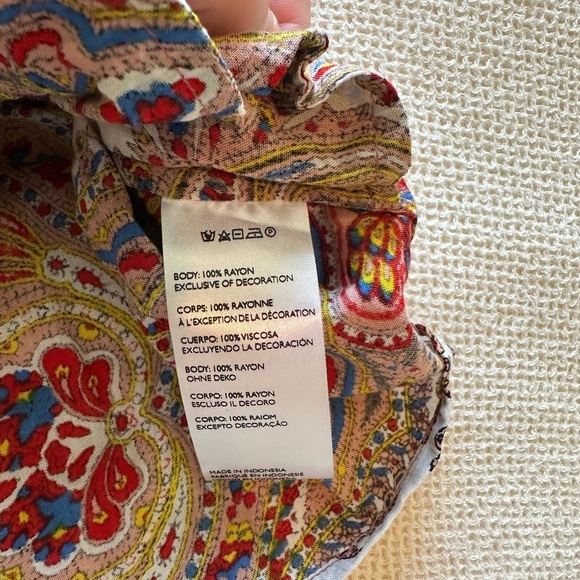 BODY: 100% RAYON
EXCLUSIVE OF DECORATION
CORPS: 100% RAYONNE
À L'EXCEPTION DE LA DÉCORATION
CUERPO: 100% VISCOSA
EXCLUYENDO LA DECORACIÓN
BODY: 100% RAYON
OHNE DEKO
CORPO: 100% RAYON
ESCLUSO IL DECORO
CORPO: 100% RAIOM
EXCEPTO DECORAÇÃO
MADE IN INDONESIA
FABRIQUÉ EN INDONESIE